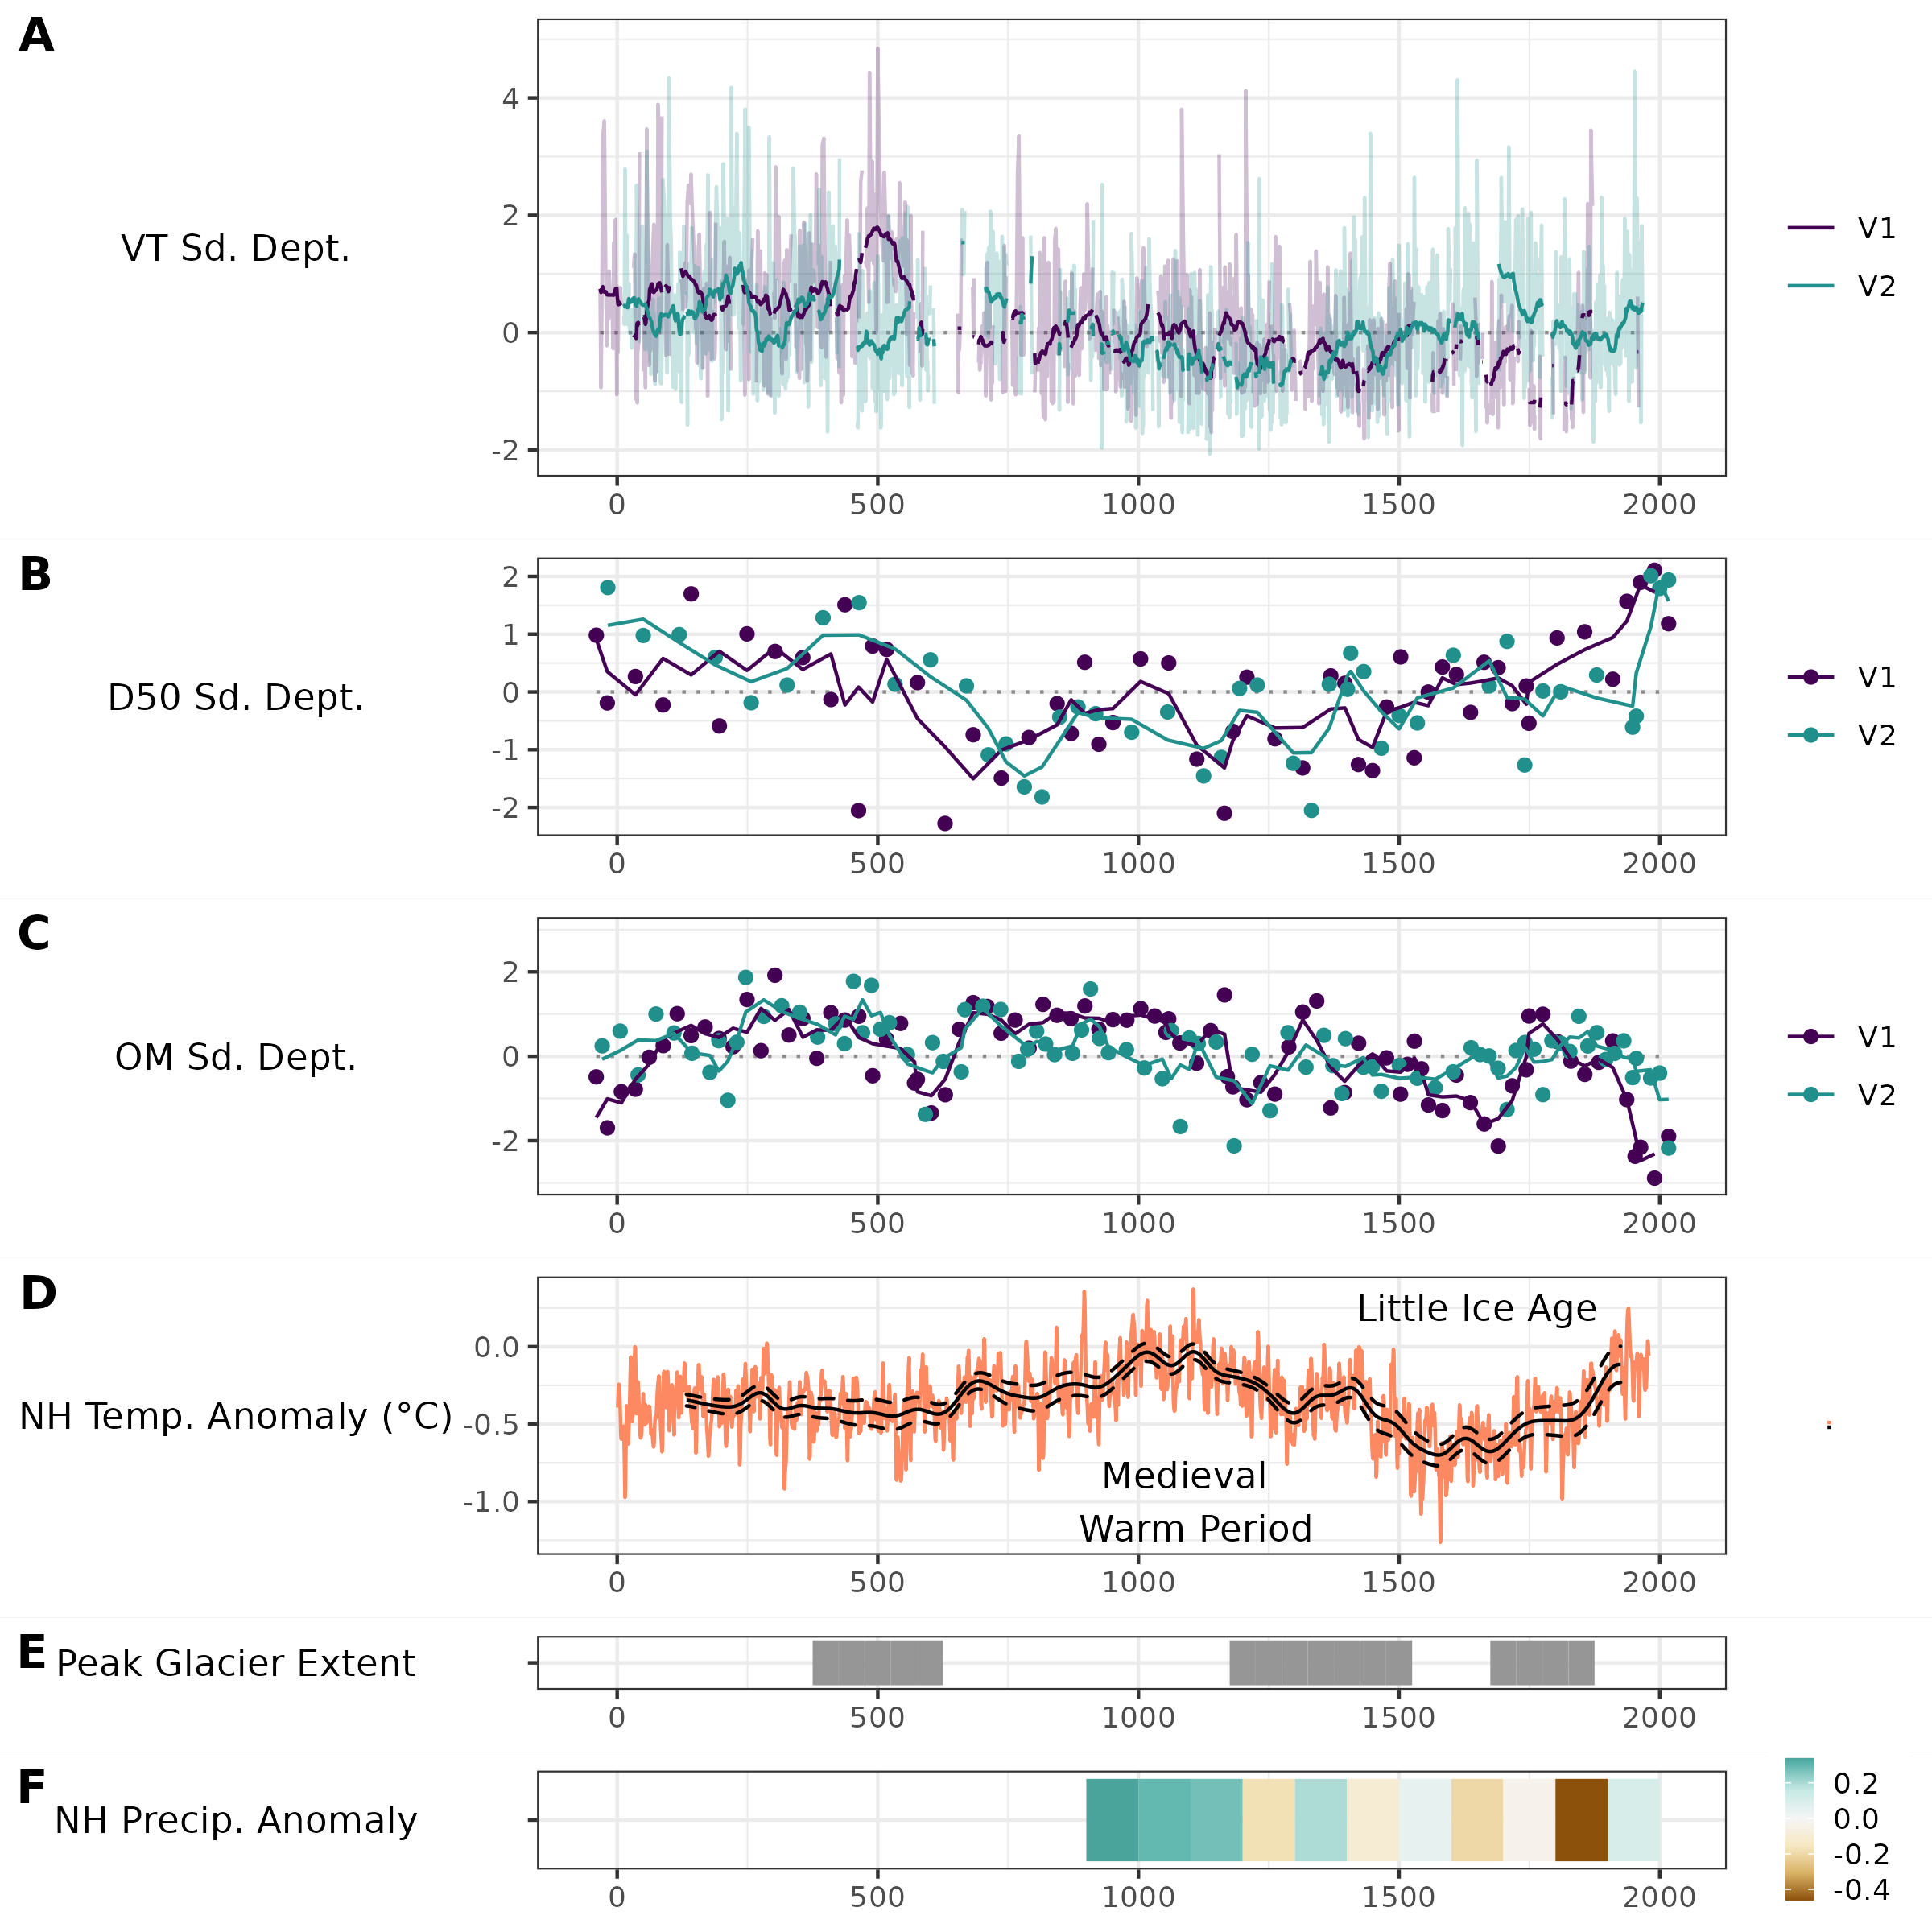 A
VT Sd. Dept.
4
2
0
-2
0 500 1000 1500 2000
V1
V2
B
D50 Sd. Dept.
2
1
0
-1
-2
0 500 1000 1500 2000
V1
V2
C
OM Sd. Dept.
2
0
-2
0 500 1000 1500 2000
V1
V2
D
NH Temp. Anomaly (°C)
0.0
-0.5
-1.0
Little Ice Age
Medieval
Warm Period
0 500 1000 1500 2000
E
Peak Glacier Extent
0 500 1000 1500 2000
F
NH Precip. Anomaly
0 500 1000 1500 2000
0.2
0.0
-0.2
-0.4